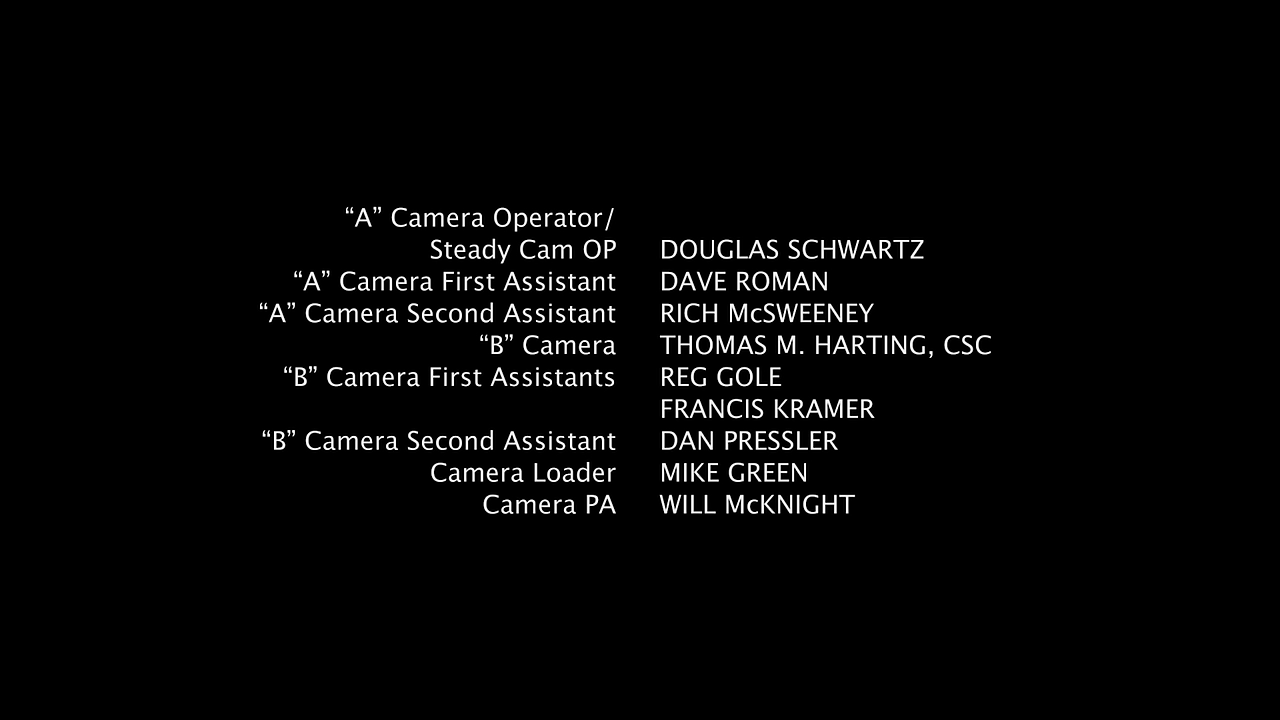 “A” Camera Operator/
Steady Cam OP DOUGLAS SCHWARTZ
“A” Camera First Assistant DAVE ROMAN
“A” Camera Second Assistant RICH McSWEENEY
“B” Camera THOMAS M. HARTING, CSC
“B” Camera First Assistants REG GOLE
FRANCIS KRAMER
“B” Camera Second Assistant DAN PRESSLER
Camera Loader MIKE GREEN
Camera PA WILL McKNIGHT